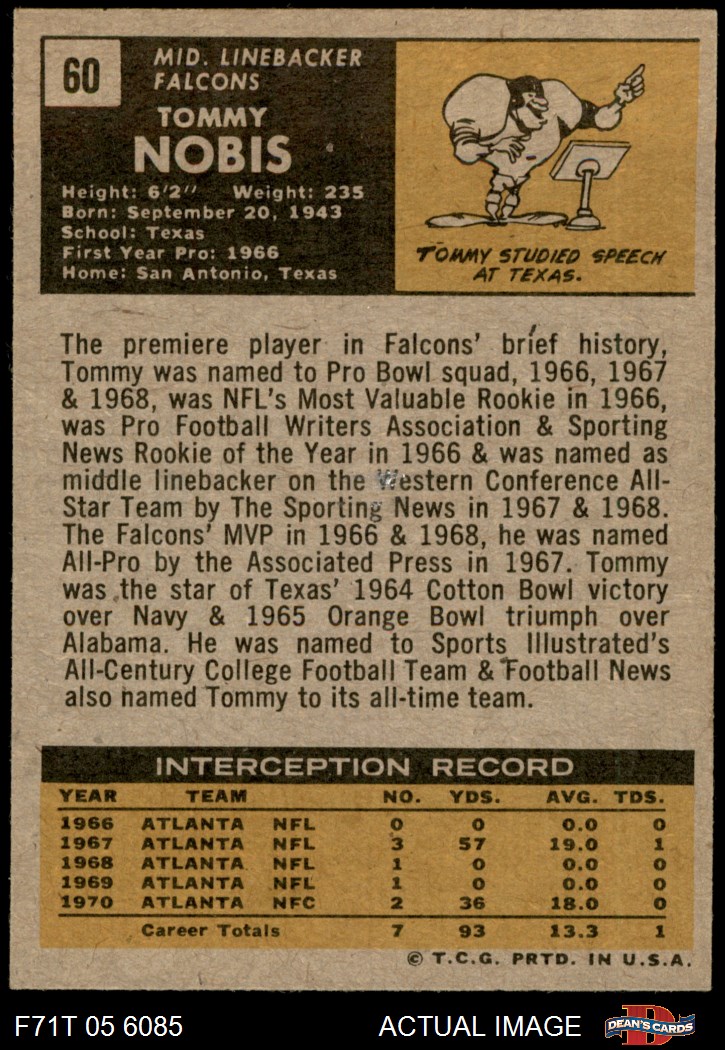 60
MID. LINEBACKER
FALCONS
TOMMY
NOBIS
Height: 6'2" Weight: 235
Born: September 20, 1943
School: Texas
First Year Pro: 1966
Home: San Antonio, Texas
TOMMY STUDIED SPEECH
AT TEXAS.
The premiere player in Falcons' brief history,
Tommy was named to Pro Bowl squad, 1966, 1967
& 1968, was NFL's Most Valuable Rookie in 1966,
was Pro Football Writers Association & Sporting
News Rookie of the Year in 1966 & was named as
middle linebacker on the Western Conference All-
Star Team by The Sporting News in 1967 & 1968.
The Falcons' MVP in 1966 & 1968, he was named
All-Pro by the Associated Press in 1967. Tommy
was the star of Texas' 1964 Cotton Bowl victory
over Navy & 1965 Orange Bowl triumph over
Alabama. He was named to Sports Illustrated's
All-Century College Football Team & Football News
also named Tommy to its all-time team.
INTERCEPTION RECORD
YEAR TEAM NO. YDS. AVG. TDS.
1966 ATLANTA NFL 0 0 0.0 0
1967 ATLANTA NFL 3 57 19.0 1
1968 ATLANTA NFL 1 0 0.0 0
1969 ATLANTA NFL 1 0 0.0 0
1970 ATLANTA NFC 2 36 18.0 0
Career Totals 7 93 13.3 1
© T.C.G. PRTD. IN U.S.A.
F71T 05 6085 ACTUAL IMAGE
D
DEAN'S CARDS